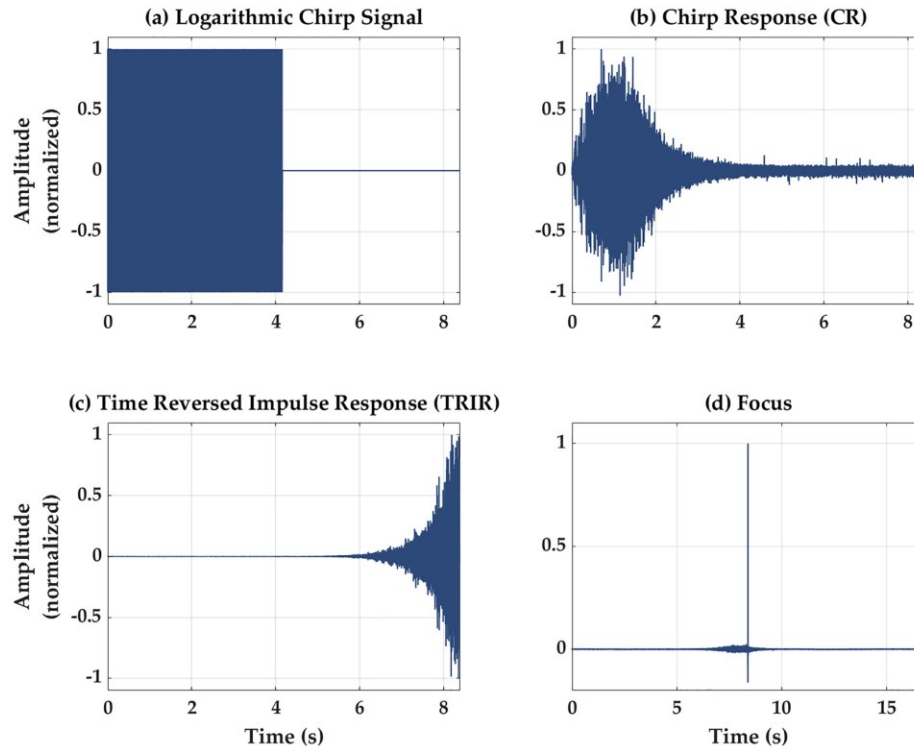 (a) Logarithmic Chirp Signal
Amplitude
(normalized)
1
0.5
0
-0.5
-1
0 2 4 6 8
(b) Chirp Response (CR)
1
0.5
0
-0.5
-1
0 2 4 6 8
(c) Time Reversed Impulse Response (TRIR)
Amplitude
(normalized)
1
0.5
0
-0.5
-1
0 2 4 6 8
Time (s)
(d) Focus
1
0.5
0
0 5 10 15
Time (s)